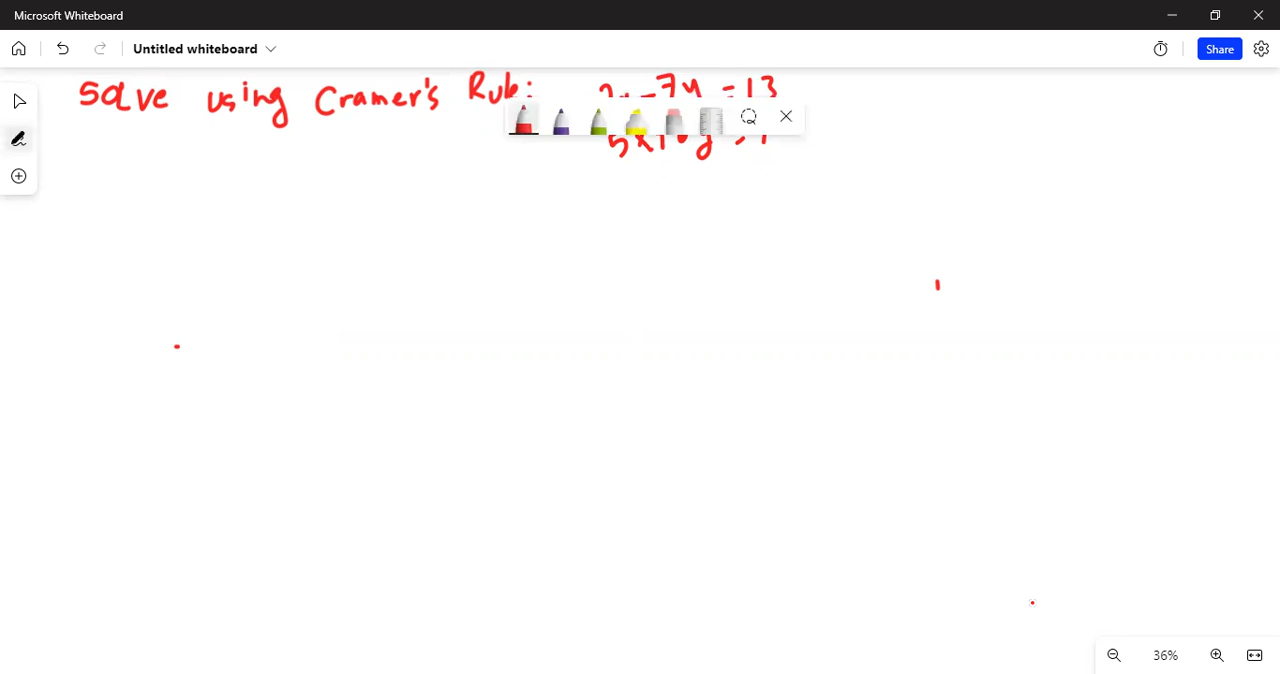 Microsoft Whiteboard
Untitled whiteboard
Share
Solve using Cramer's Rule: -7y = 13
36%